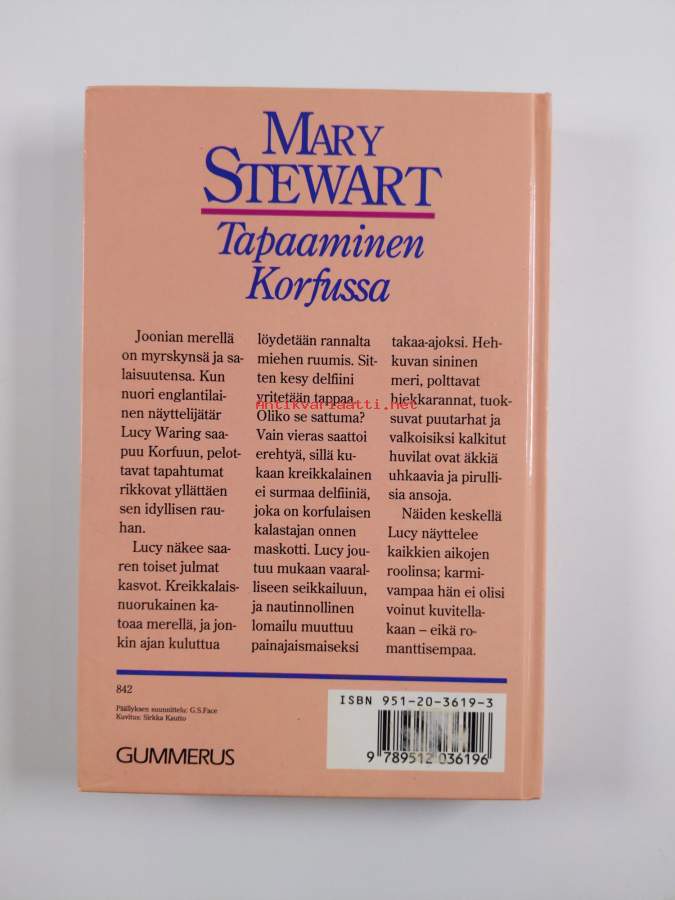 MARY
STEWART
Tapaaminen
Korfussa
Joonian merellä
on myrskynsä ja sa-
laisuutensa. Kun
nuori englantilai-
nen näyttelijätär
Lucy Waring saa-
puu Korfuun, pelot-
tavat tapahtumat
rikkovat yllättäen
sen idyllisen rau-
han.
Lucy näkee saa-
ren toiset julmat
kasvot. Kreikkalais-
nuorukainen ka-
toaa merellä, ja jon-
kin ajan kuluttua
löydetään rannalta
miehen ruumis. Sit-
ten kesy delfiini
yritetään tappaa.
Oliko se sattuma?
Vain vieras saattoi
erehtyä, sillä ku-
kaan kreikkalainen
ei surmaa delfiiniä,
joka on korfulaisen
kalastajan onnen
maskotti. Lucy jou-
tuu mukaan vaaral-
liseen seikkailuun,
ja nautinnollinen
lomailu muuttuu
painajaismaiseksi
takaa-ajoksi. Heh-
kuvan sininen
meri, polttavat
hiekkarannat, tuok-
suvat puutarhat ja
valkoisiksi kalkitut
huvilat ovat äkkiä
uhkaavia ja pirulli-
sia ansoja.
Näiden keskellä
Lucy näyttelee
kaikkien aikojen
roolinsa; karmi-
vampaa hän ei olisi
voinut kuvitella-
kaan – eikä ro-
manttisempaa.
antikvariaatti.net
842
Päällyksen suunnittelu: G.S.Face
Kuvitus: Sirkka Kautto
GUMMERUS
ISBN 951-20-3619-3
9 789512 036196